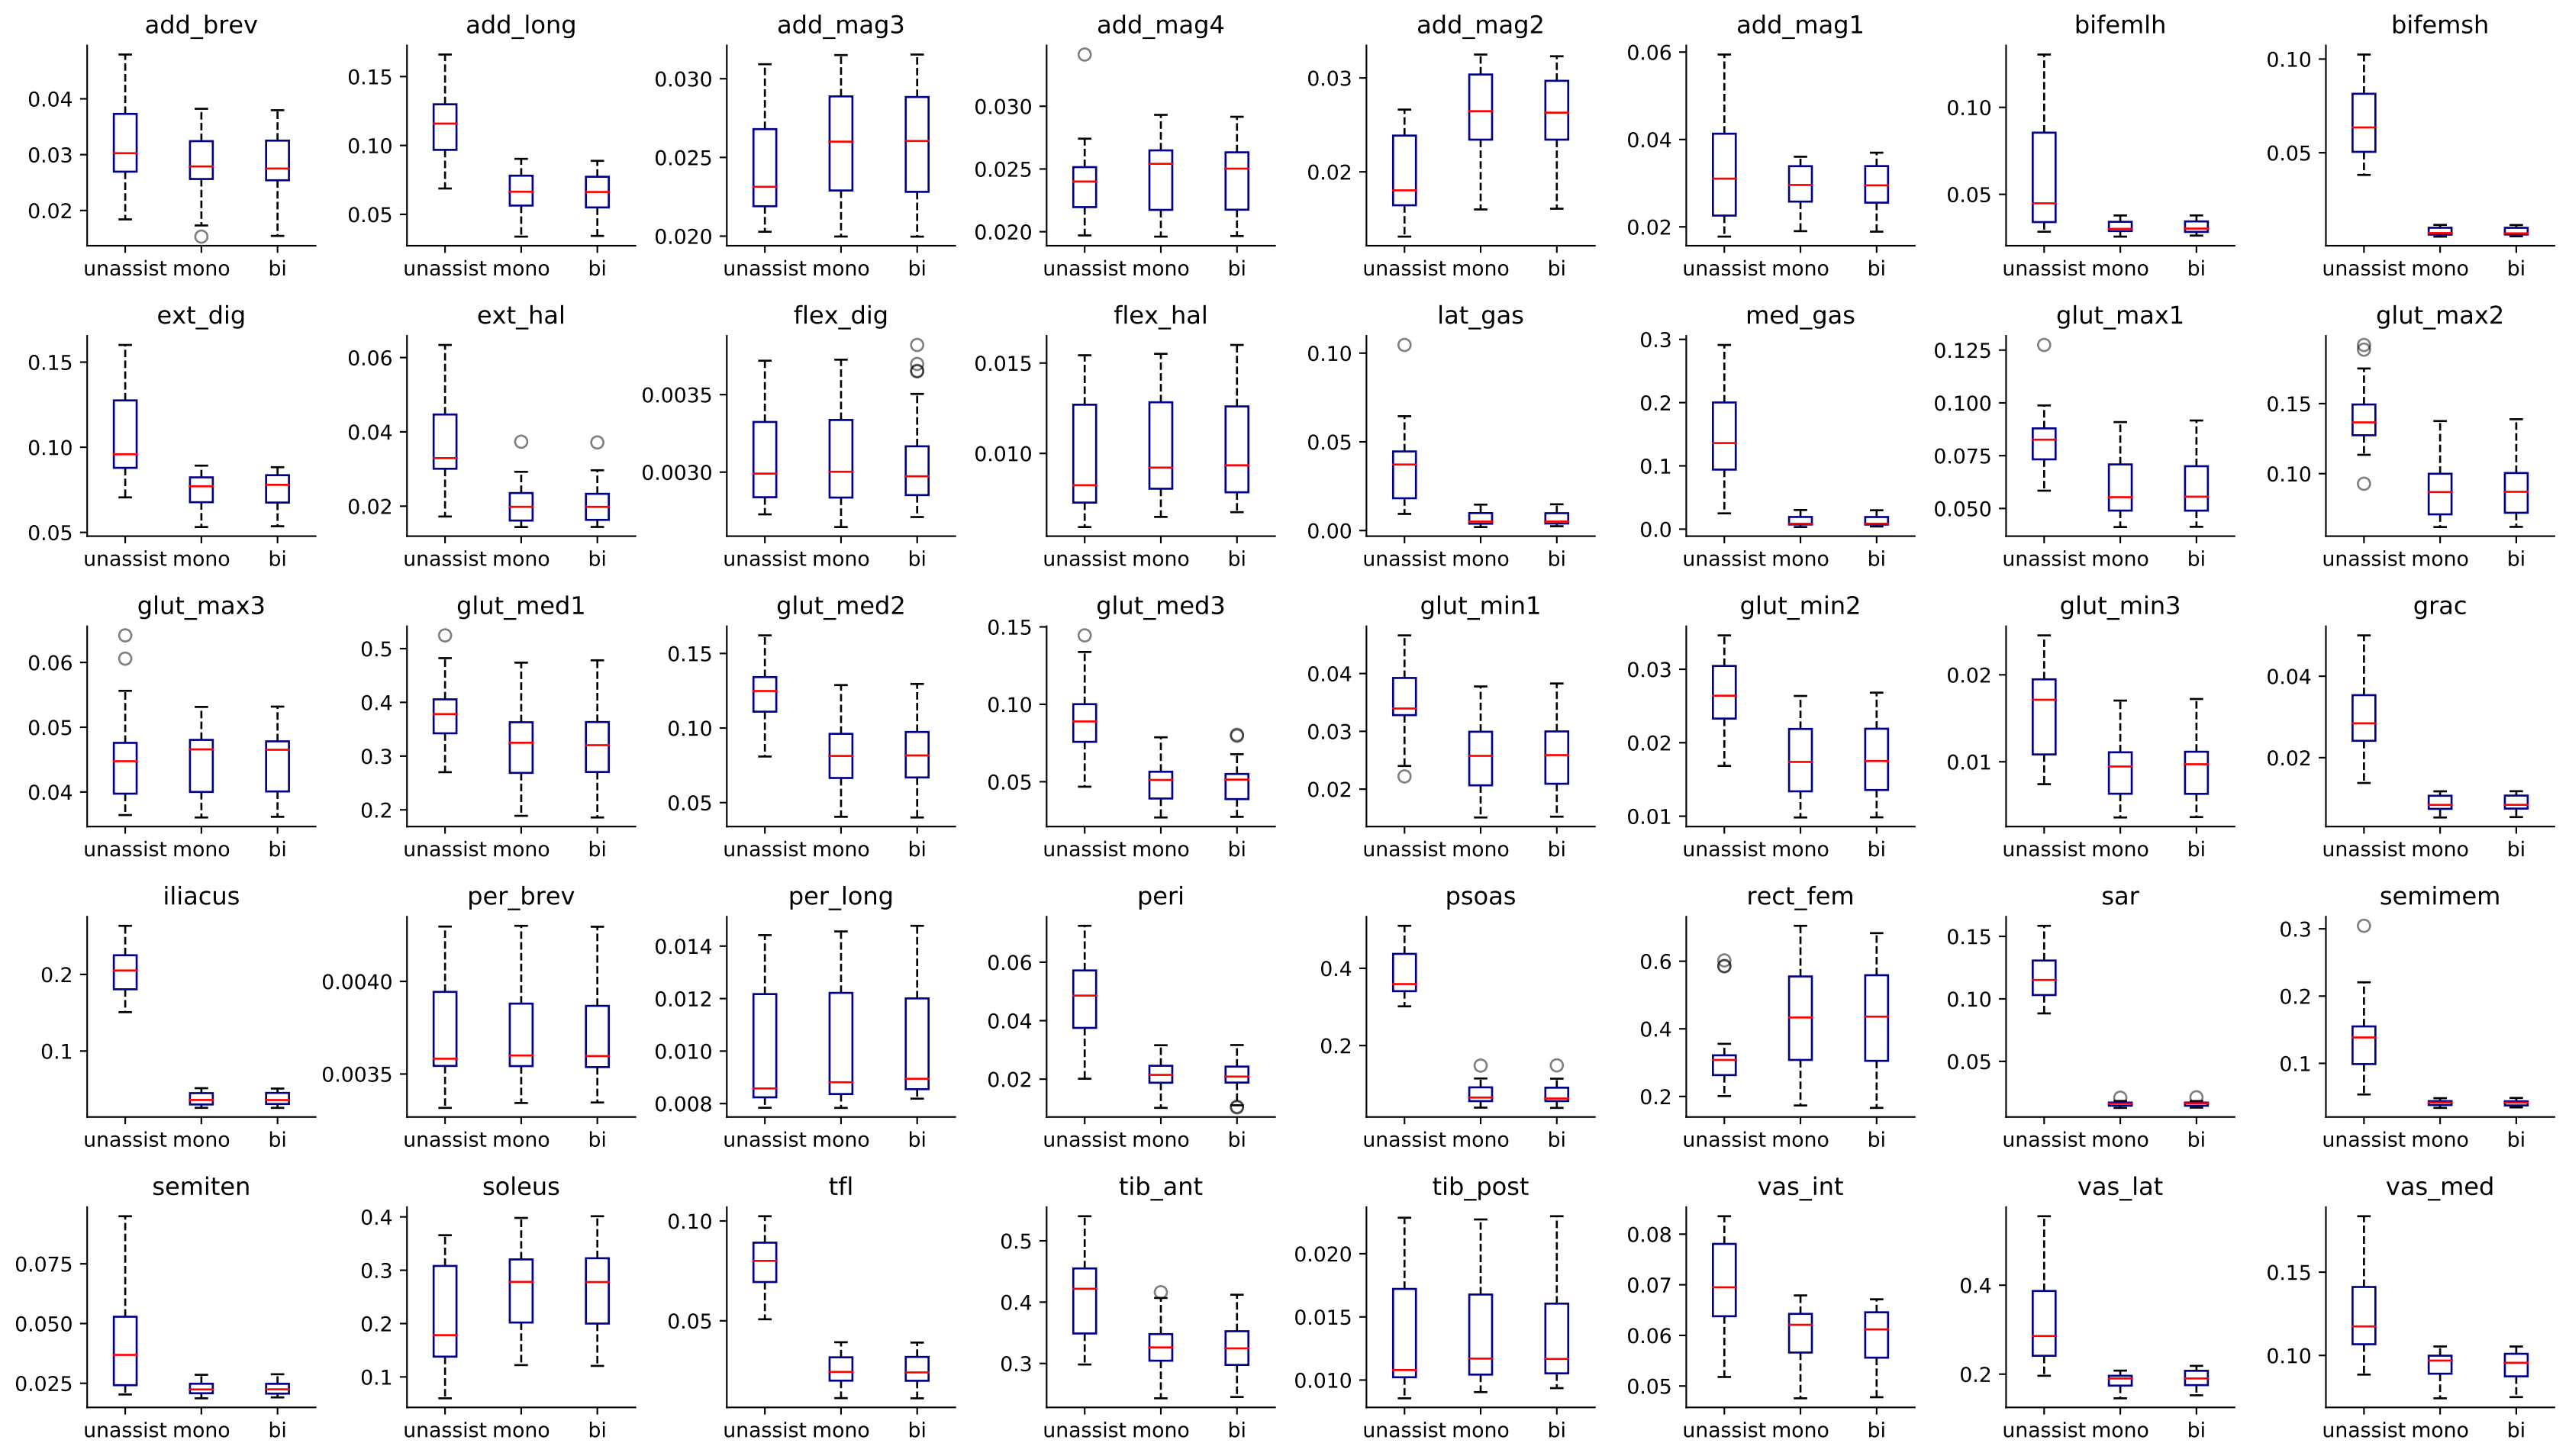 add_brev add_long add_mag3 add_mag4 add_mag2 add_mag1 bifemlh bifemsh
0.04 0.03 0.02 0.15 0.10 0.05 0.030 0.025 0.020 0.030 0.025 0.020 0.03 0.02 0.06 0.04 0.02 0.10 0.05 0.10 0.05
unassist mono bi unassist mono bi unassist mono bi unassist mono bi unassist mono bi unassist mono bi unassist mono bi unassist mono bi
ext_dig ext_hal flex_dig flex_hal lat_gas med_gas glut_max1 glut_max2
0.15 0.10 0.05 0.06 0.04 0.02 0.0035 0.0030 0.015 0.010 0.10 0.05 0.00 0.3 0.2 0.1 0.0 0.125 0.100 0.075 0.050 0.15 0.10
unassist mono bi unassist mono bi unassist mono bi unassist mono bi unassist mono bi unassist mono bi unassist mono bi unassist mono bi
glut_max3 glut_med1 glut_med2 glut_med3 glut_min1 glut_min2 glut_min3 grac
0.06 0.05 0.04 0.5 0.4 0.3 0.2 0.15 0.10 0.05 0.15 0.10 0.05 0.04 0.03 0.02 0.03 0.02 0.01 0.02 0.01 0.04 0.02
unassist mono bi unassist mono bi unassist mono bi unassist mono bi unassist mono bi unassist mono bi unassist mono bi unassist mono bi
iliacus per_brev per_long peri psoas rect_fem sar semimem
0.2 0.1 0.0040 0.0035 0.014 0.012 0.010 0.008 0.06 0.04 0.02 0.4 0.2 0.6 0.4 0.2 0.15 0.10 0.05 0.3 0.2 0.1
unassist mono bi unassist mono bi unassist mono bi unassist mono bi unassist mono bi unassist mono bi unassist mono bi unassist mono bi
semiten soleus tfl tib_ant tib_post vas_int vas_lat vas_med
0.075 0.050 0.025 0.4 0.3 0.2 0.1 0.10 0.05 0.5 0.4 0.3 0.020 0.015 0.010 0.08 0.07 0.06 0.05 0.4 0.2 0.15 0.10
unassist mono bi unassist mono bi unassist mono bi unassist mono bi unassist mono bi unassist mono bi unassist mono bi unassist mono bi